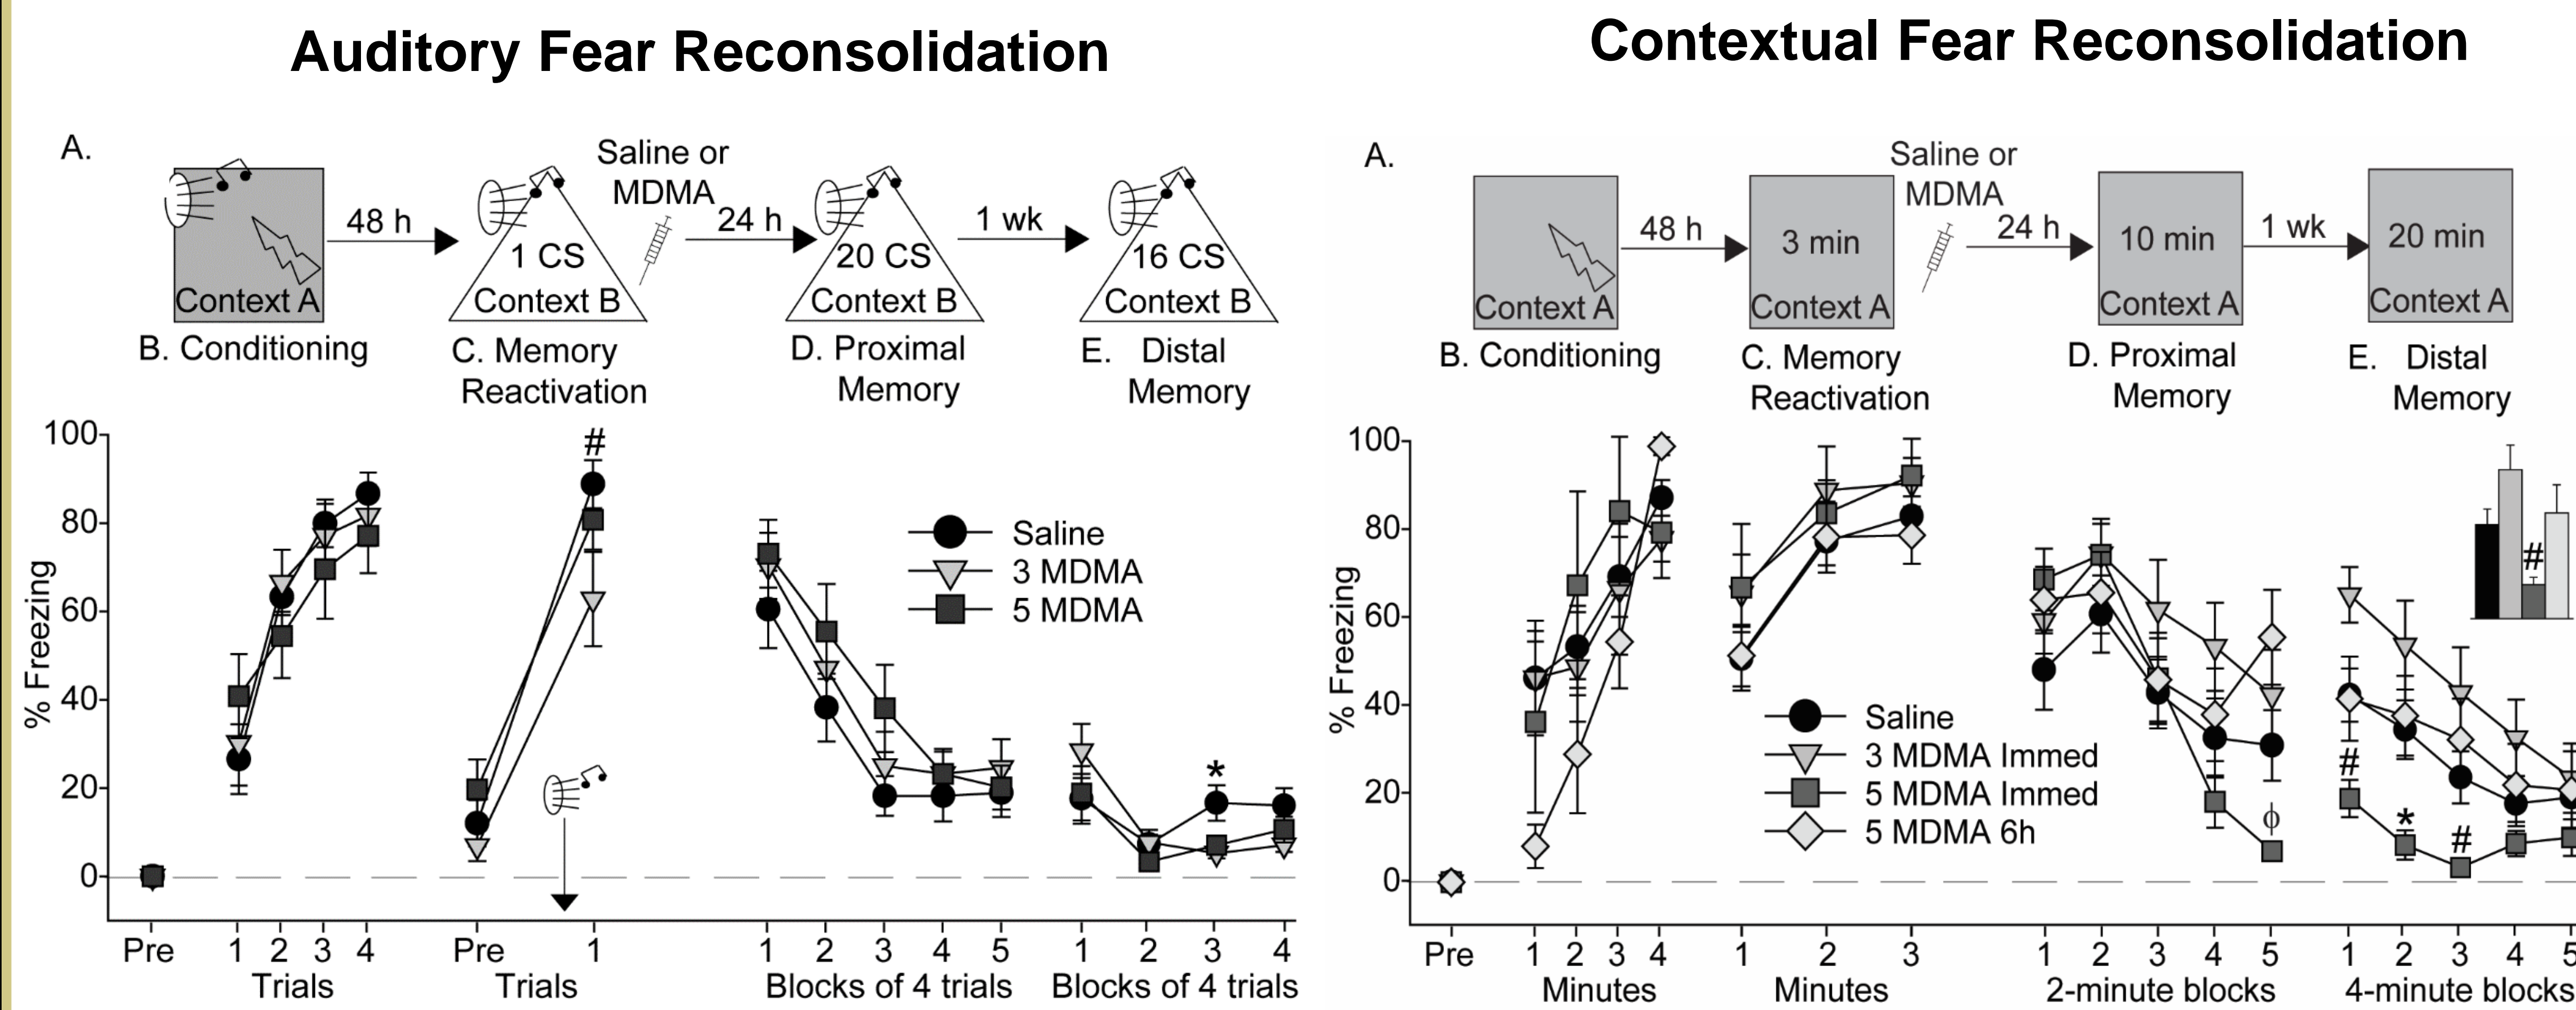 Auditory Fear Reconsolidation
A.
Saline or
MDMA
48 h
24 h
1 wk
1 CS
20 CS
16 CS
Context A
Context B
Context B
Context B
B. Conditioning
C. Memory
Reactivation
D. Proximal
Memory
E. Distal
Memory
% Freezing
100
80
60
40
20
0
#
*
Saline
3 MDMA
5 MDMA
Pre
1 2 3 4
Trials
Pre
1
Trials
1 2 3 4 5
Blocks of 4 trials
1 2 3 4
Blocks of 4 trials
Contextual Fear Reconsolidation
A.
Saline or
MDMA
48 h
24 h
1 wk
3 min
10 min
20 min
Context A
Context A
Context A
Context A
B. Conditioning
C. Memory
Reactivation
D. Proximal
Memory
E. Distal
Memory
% Freezing
100
80
60
40
20
0
#
Saline
3 MDMA Immed
5 MDMA Immed
5 MDMA 6h
ϕ
#
*
#
Pre
1 2 3 4
Minutes
1 2 3
Minutes
1 2 3 4 5
2-minute blocks
1 2 3 4 5
4-minute blocks